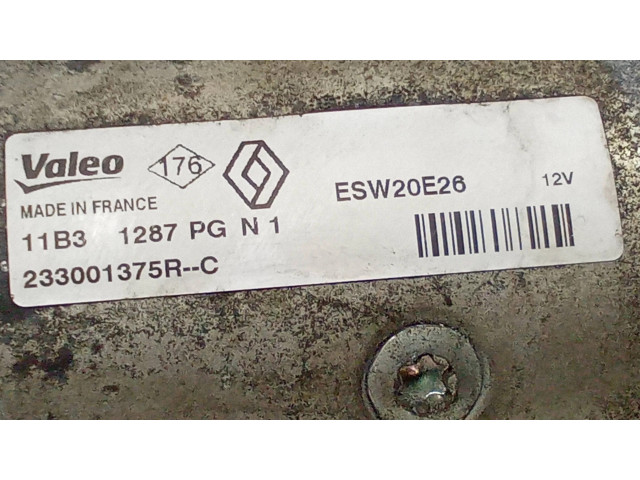 Valeo 176 ESW20E26 12V
MADE IN FRANCE
11B3 1287 PG N 1
233001375R--C